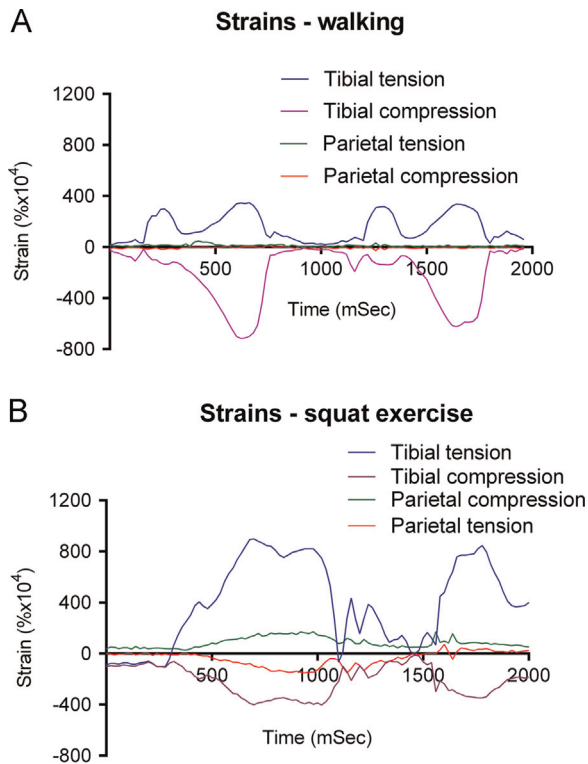 A
Strains - walking
Tibial tension
Tibial compression
Parietal tension
Parietal compression
1200
800
400
0
-400
-800
500
1000
1500
2000
Strain (%x10⁴)
Time (mSec)
B
Strains - squat exercise
Tibial tension
Tibial compression
Parietal compression
Parietal tension
1200
800
400
0
-400
-800
500
1000
1500
2000
Strain (%x10⁴)
Time (mSec)